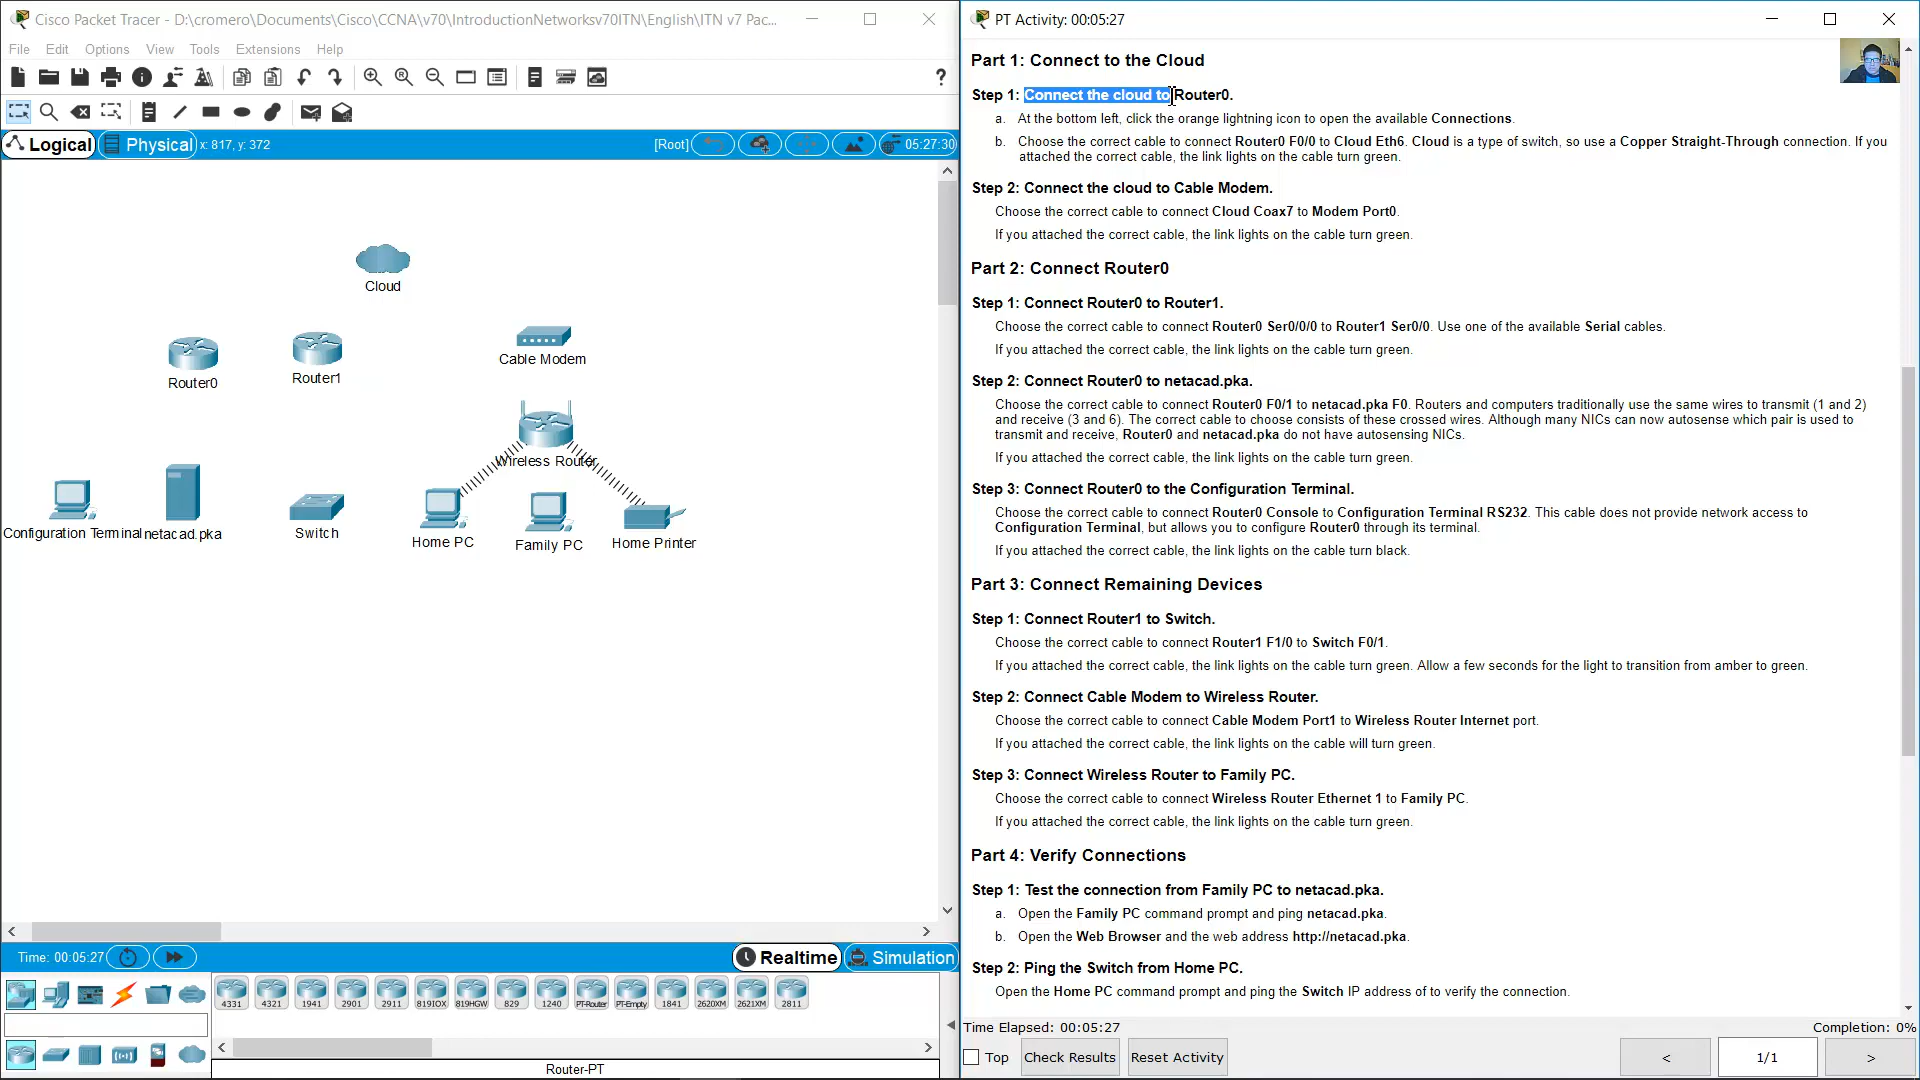 Cisco Packet Tracer - D:\cromero\Documents\Cisco\CCNA\v70\IntroductionNetworksv70ITN\English\ITN v7 Pac...
File Edit Options View Tools Extensions Help
Logical Physical x: 817, y: 372 [Root] 05:27:30
Cloud
Cable Modem
Router0
Router1
Wireless Router
Configuration Terminal
netacad.pka
Switch
Home PC
Family PC
Home Printer
Time: 00:05:27 Realtime Simulation
4331 4321 1941 2901 2911 819IOX 819HGW 829 1240 PT-Router PT-Empty 1841 2620XM 2621XM 2811
Router-PT
PT Activity: 00:05:27
Part 1: Connect to the Cloud
Step 1: Connect the cloud to Router0.
a. At the bottom left, click the orange lightning icon to open the available Connections.
b. Choose the correct cable to connect Router0 F0/0 to Cloud Eth6. Cloud is a type of switch, so use a Copper Straight-Through connection. If you
attached the correct cable, the link lights on the cable turn green.
Step 2: Connect the cloud to Cable Modem.
Choose the correct cable to connect Cloud Coax7 to Modem Port0.
If you attached the correct cable, the link lights on the cable turn green.
Part 2: Connect Router0
Step 1: Connect Router0 to Router1.
Choose the correct cable to connect Router0 Ser0/0/0 to Router1 Ser0/0. Use one of the available Serial cables.
If you attached the correct cable, the link lights on the cable turn green.
Step 2: Connect Router0 to netacad.pka.
Choose the correct cable to connect Router0 F0/1 to netacad.pka F0. Routers and computers traditionally use the same wires to transmit (1 and 2)
and receive (3 and 6). The correct cable to choose consists of these crossed wires. Although many NICs can now autosense which pair is used to
transmit and receive, Router0 and netacad.pka do not have autosensing NICs.
If you attached the correct cable, the link lights on the cable turn green.
Step 3: Connect Router0 to the Configuration Terminal.
Choose the correct cable to connect Router0 Console to Configuration Terminal RS232. This cable does not provide network access to
Configuration Terminal, but allows you to configure Router0 through its terminal.
If you attached the correct cable, the link lights on the cable turn black.
Part 3: Connect Remaining Devices
Step 1: Connect Router1 to Switch.
Choose the correct cable to connect Router1 F1/0 to Switch F0/1.
If you attached the correct cable, the link lights on the cable turn green. Allow a few seconds for the light to transition from amber to green.
Step 2: Connect Cable Modem to Wireless Router.
Choose the correct cable to connect Cable Modem Port1 to Wireless Router Internet port.
If you attached the correct cable, the link lights on the cable will turn green.
Step 3: Connect Wireless Router to Family PC.
Choose the correct cable to connect Wireless Router Ethernet 1 to Family PC.
If you attached the correct cable, the link lights on the cable turn green.
Part 4: Verify Connections
Step 1: Test the connection from Family PC to netacad.pka.
a. Open the Family PC command prompt and ping netacad.pka.
b. Open the Web Browser and the web address http://netacad.pka.
Step 2: Ping the Switch from Home PC.
Open the Home PC command prompt and ping the Switch IP address of to verify the connection.
Time Elapsed: 00:05:27 Completion: 0%
Top Check Results Reset Activity < 1/1 >